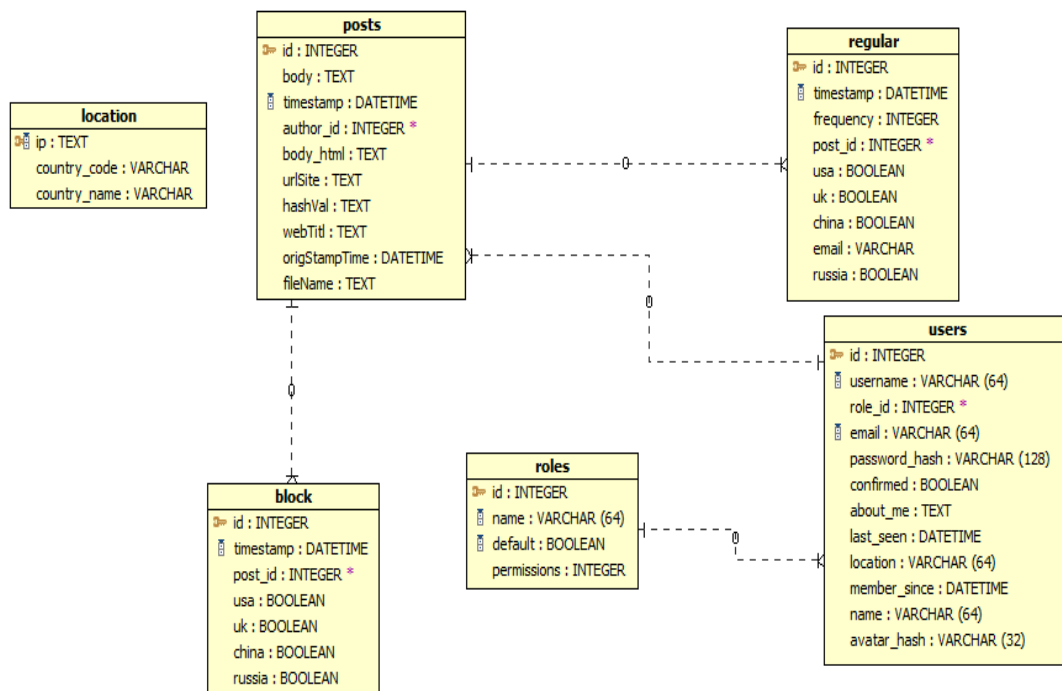 posts
id : INTEGER
body : TEXT
timestamp : DATETIME
author_id : INTEGER *
body_html : TEXT
urlSite : TEXT
hashVal : TEXT
webTitl : TEXT
origStampTime : DATETIME
fileName : TEXT
regular
id : INTEGER
timestamp : DATETIME
frequency : INTEGER
post_id : INTEGER *
usa : BOOLEAN
uk : BOOLEAN
china : BOOLEAN
email : VARCHAR
russia : BOOLEAN
location
ip : TEXT
country_code : VARCHAR
country_name : VARCHAR
0
0
0
users
id : INTEGER
username : VARCHAR (64)
role_id : INTEGER *
email : VARCHAR (64)
password_hash : VARCHAR (128)
confirmed : BOOLEAN
about_me : TEXT
last_seen : DATETIME
location : VARCHAR (64)
member_since : DATETIME
name : VARCHAR (64)
avatar_hash : VARCHAR (32)
roles
id : INTEGER
name : VARCHAR (64)
default : BOOLEAN
permissions : INTEGER
0
block
id : INTEGER
timestamp : DATETIME
post_id : INTEGER *
usa : BOOLEAN
uk : BOOLEAN
china : BOOLEAN
russia : BOOLEAN